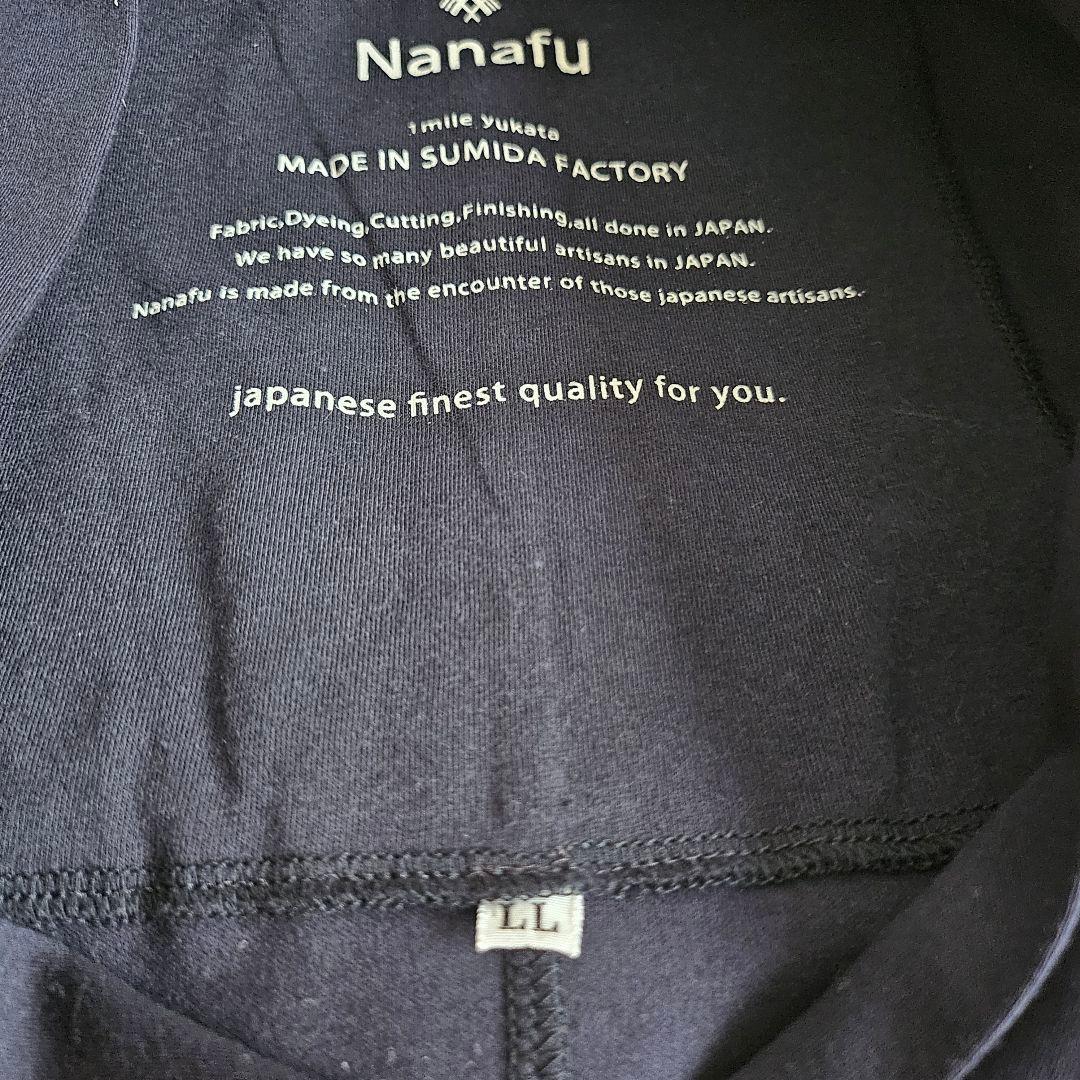 Nanafu
1mile yukata
MADE IN SUMIDA FACTORY
Fabric,Dyeing,Cutting,Finishing,all done in JAPAN.
We have so many beautiful artisans in JAPAN.
Nanafu is made from the encounter of those japanese artisans.
japanese finest quality for you.
LL